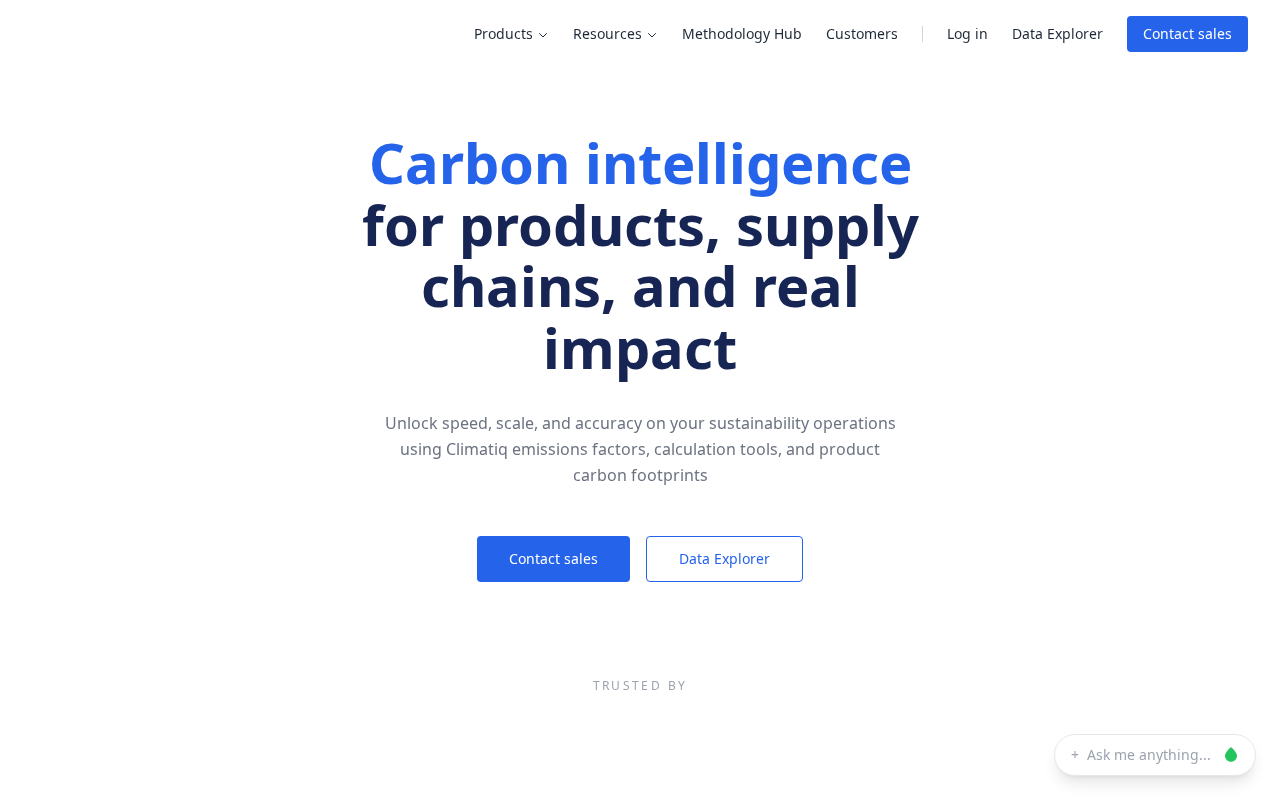 Products
Resources
Methodology Hub
Customers
Log in
Data Explorer
Contact sales
Carbon intelligence
for products, supply
chains, and real
impact
Unlock speed, scale, and accuracy on your sustainability operations
using Climatiq emissions factors, calculation tools, and product
carbon footprints
Contact sales
Data Explorer
TRUSTED BY
+ Ask me anything...